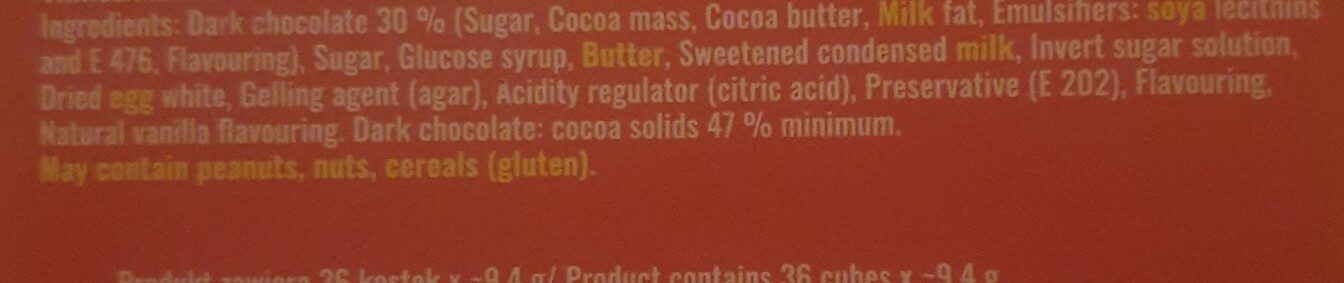 Ingredients: Dark chocolate 30 % (Sugar, Cocoa mass, Cocoa butter, Milk fat, Emulsifiers: soya lecithins
and E 476, Flavouring), Sugar, Glucose syrup, Butter, Sweetened condensed milk, Invert sugar solution,
Dried egg white, Gelling agent (agar), Acidity regulator (citric acid), Preservative (E 202), Flavouring,
Natural vanilla flavouring. Dark chocolate: cocoa solids 47 % minimum.
May contain peanuts, nuts, cereals (gluten).
Produkt zawiera 36 kostek x ~9,4 g/ Product contains 36 cubes x ~9,4 g